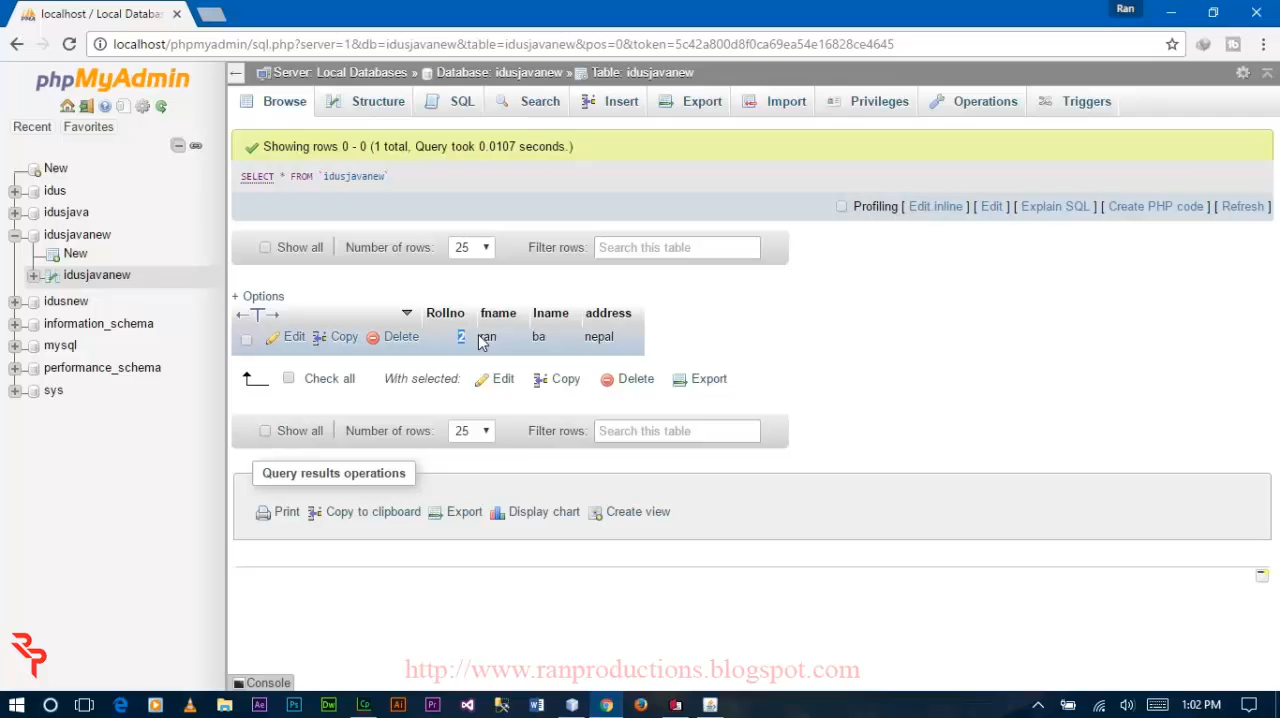 localhost / Local Databa
Ran
localhost/phpmyadmin/sql.php?server=1&db=idusjavanew&table=idusjavanew&pos=0&token=5c42a800d8f0ca69ea54e16828ce4645
phpMyAdmin
Server: Local Databases » Database: idusjavanew » Table: idusjavanew
Browse Structure SQL Search Insert Export Import Privileges Operations Triggers
Recent Favorites
New
idus
idusjava
idusjavanew
New
idusjavanew
idusnew
information_schema
mysql
performance_schema
sys
Showing rows 0 - 0 (1 total, Query took 0.0107 seconds.)
SELECT * FROM `idusjavanew`
Profiling [ Edit inline ] [ Edit ] [ Explain SQL ] [ Create PHP code ] [ Refresh ]
Show all Number of rows: 25 Filter rows: Search this table
+ Options
Rollno fname lname address
Edit Copy Delete 2 ran ba nepal
Check all With selected: Edit Copy Delete Export
Show all Number of rows: 25 Filter rows: Search this table
Query results operations
Print Copy to clipboard Export Display chart Create view
RP
http://www.ranproductions.blogspot.com
Console
Ae Ps Dw Cp Ai Pr 1:02 PM